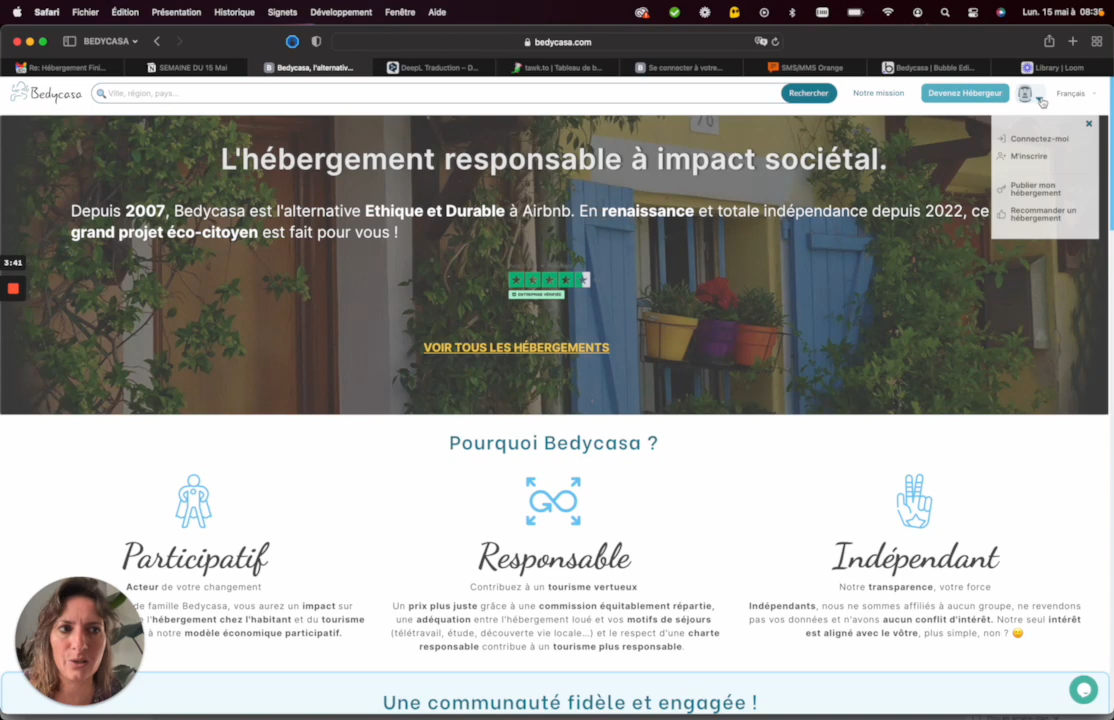 Safari Fichier Édition Présentation Historique Signets Développement Fenêtre Aide Lun. 15 mai à 08:35
BEDYCASA bedycasa.com
Re: Hébergement Fini... SEMAINE DU 15 Mai Bedycasa, l'alternativ... DeepL Traduction – D... tawk.to | Tableau de b... Se connecter à votre... SMS/MMS Orange Bedycasa | Bubble Edi... Library | Loom
Bedycasa Ville, région, pays... Rechercher Notre mission Devenez Hébergeur Français
Connectez-moi
M'inscrire
Publier mon
hébergement
Recommander un
hébergement
70
L'hébergement responsable à impact sociétal.
Depuis 2007, Bedycasa est l'alternative Ethique et Durable à Airbnb. En renaissance et totale indépendance depuis 2022, ce
grand projet éco-citoyen est fait pour vous !
3:41
ENTREPRISE VÉRIFIÉE
VOIR TOUS LES HÉBERGEMENTS
Pourquoi Bedycasa ?
Participatif
Acteur de votre changement
de famille Bedycasa, vous aurez un impact sur
l'hébergement chez l'habitant et du tourisme
à notre modèle économique participatif.
Responsable
Contribuez à un tourisme vertueux
Un prix plus juste grâce à une commission équitablement répartie,
une adéquation entre l'hébergement loué et vos motifs de séjours
(télétravail, étude, découverte vie locale...) et le respect d'une charte
responsable contribue à un tourisme plus responsable.
Indépendant
Notre transparence, votre force
Indépendants, nous ne sommes affiliés à aucun groupe, ne revendons
pas vos données et n'avons aucun conflit d'intérêt. Notre seul intérêt
est aligné avec le vôtre, plus simple, non ? 😊
Une communauté fidèle et engagée !